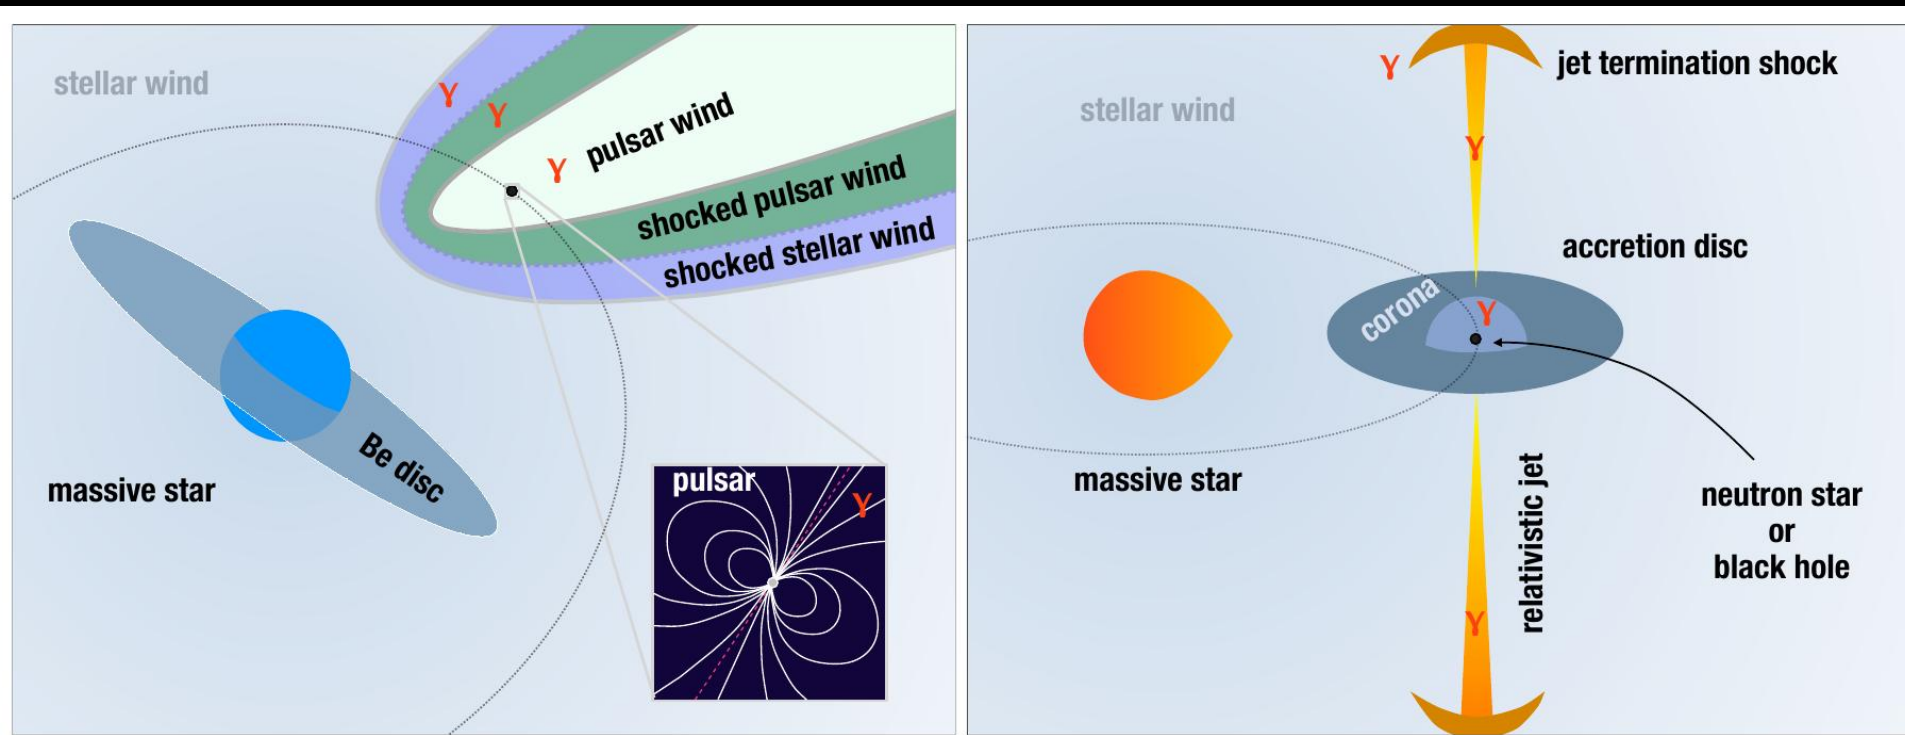 stellar wind
γ
γ
γ
pulsar wind
shocked pulsar wind
shocked stellar wind
Be disc
massive star
pulsar
γ
γ
jet termination shock
stellar wind
γ
accretion disc
corona
γ
massive star
relativistic jet
neutron star
or
black hole
γ